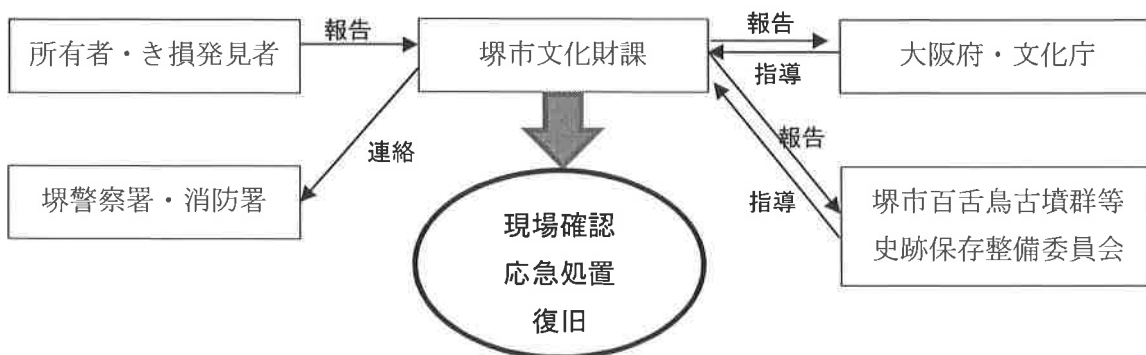 所有者・き損発見者
報告
堺市文化財課
報告
指導
大阪府・文化庁
連絡
報告
指導
堺警察署・消防署
堺市百舌鳥古墳群等
史跡保存整備委員会
現場確認
応急処置
復旧